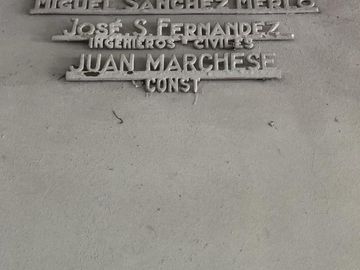 MIGUEL SANCHEZ MERLO
JOSÉ S. FERNANDEZ
INGENIEROS CIVILES
JUAN MARCHESE
CONST